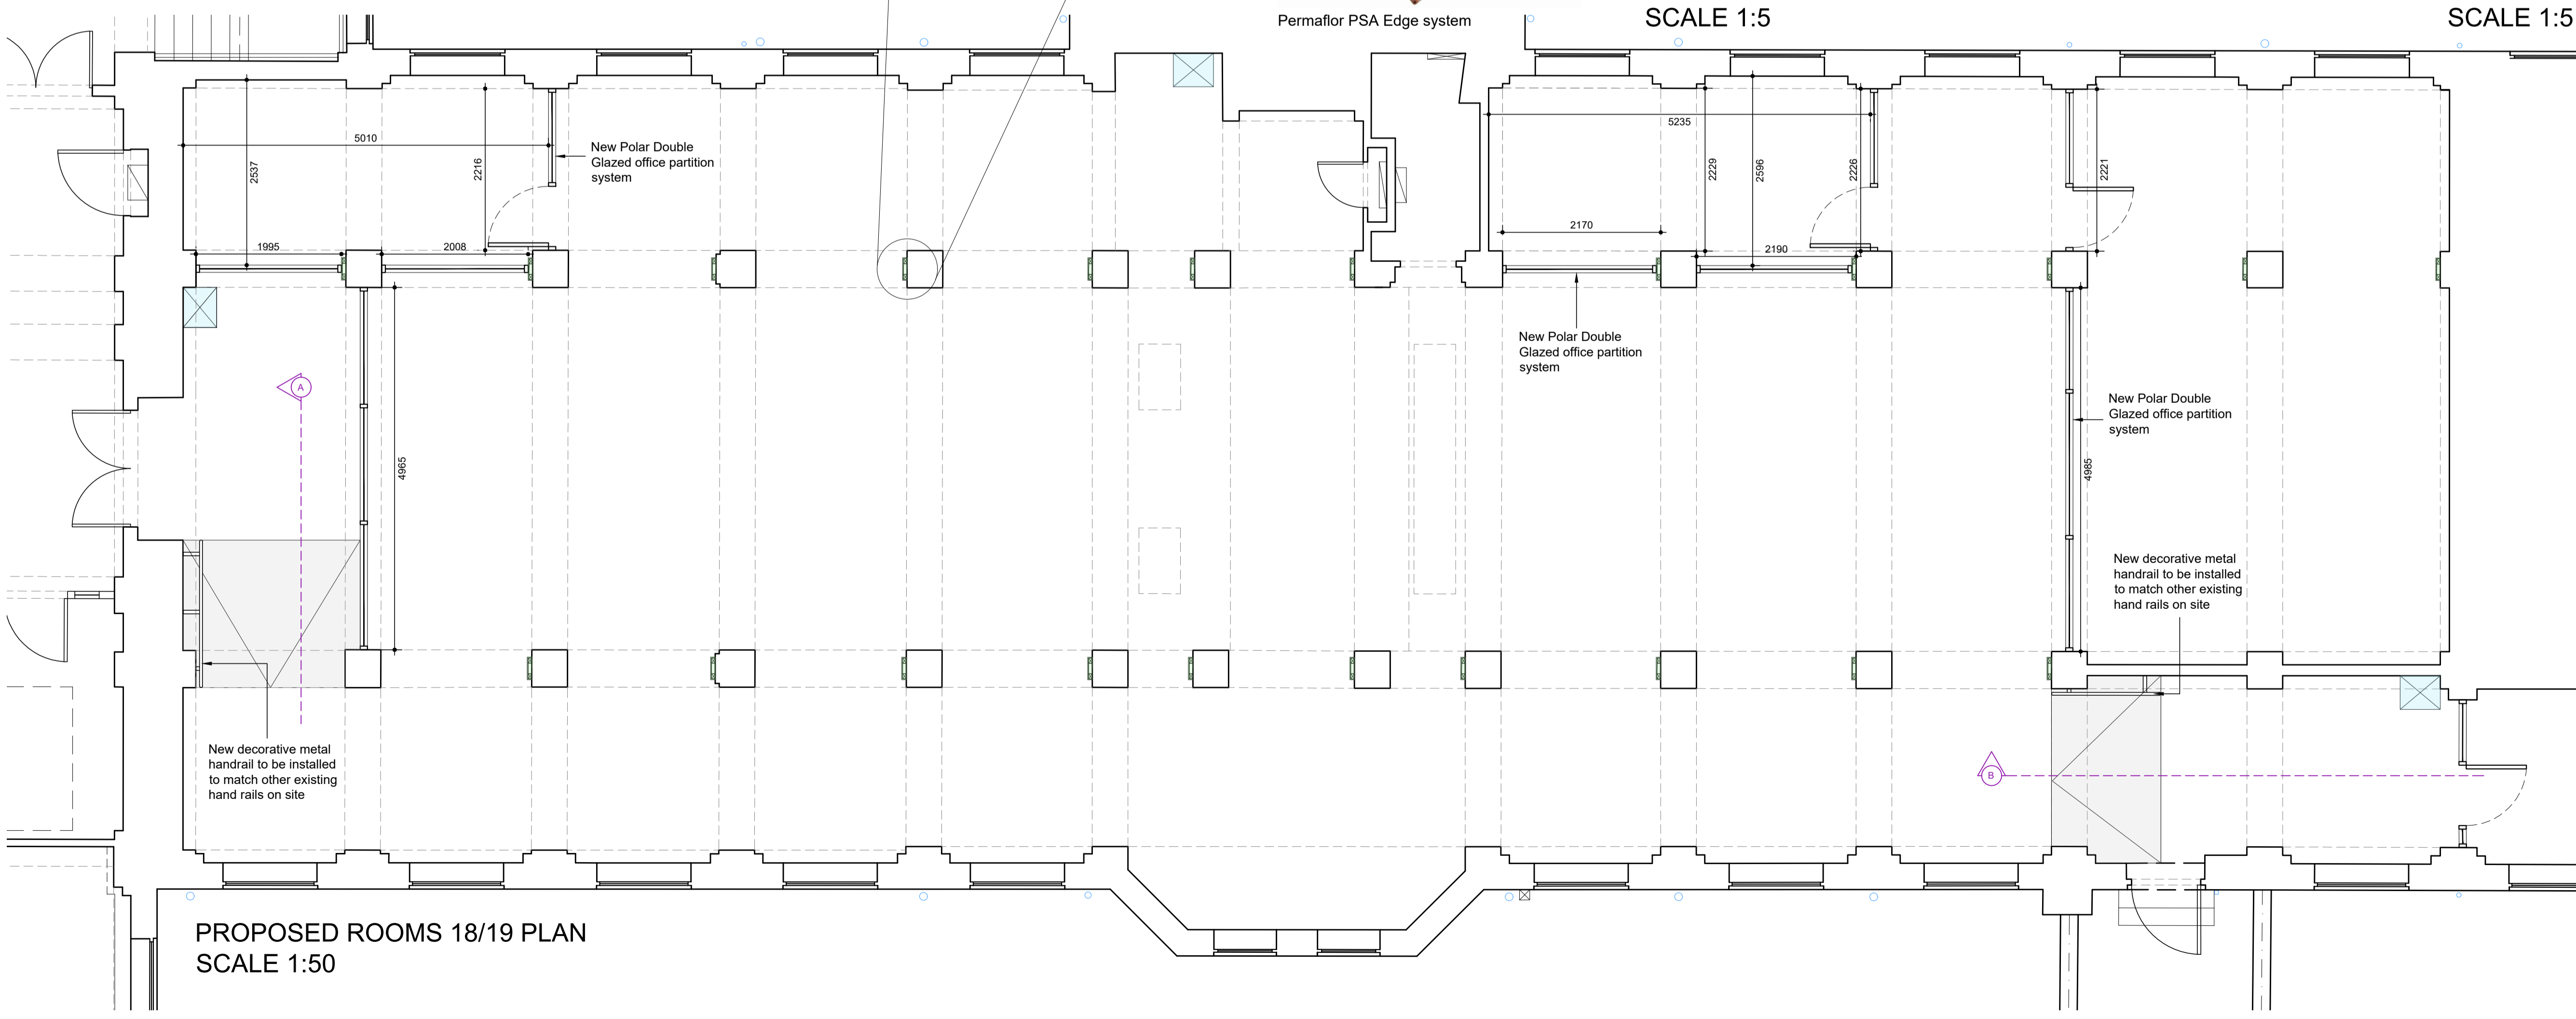 Permaflor PSA Edge system
SCALE 1:5
SCALE 1:5
5010
2537
2216
New Polar Double
Glazed office partition
system
1995
2008
5235
2229
2596
2226
2221
2170
2190
New Polar Double
Glazed office partition
system
A
4965
New Polar Double
Glazed office partition
system
4985
New decorative metal
handrail to be installed
to match other existing
hand rails on site
New decorative metal
handrail to be installed
to match other existing
hand rails on site
B
PROPOSED ROOMS 18/19 PLAN
SCALE 1:50